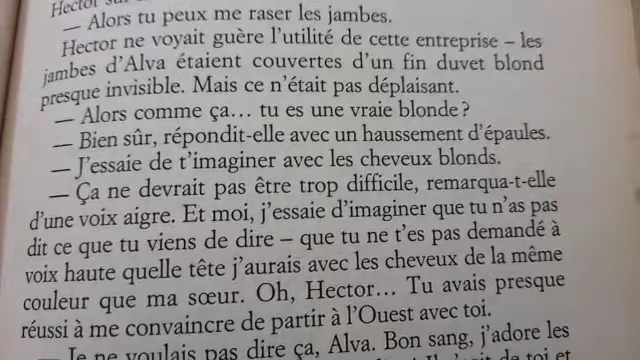 Hector
— Alors tu peux me raser les jambes.
Hector ne voyait guère l'utilité de cette entreprise – les
jambes d'Alva étaient couvertes d'un fin duvet blond
presque invisible. Mais ce n'était pas déplaisant.
— Alors comme ça... tu es une vraie blonde ?
— Bien sûr, répondit-elle avec un haussement d'épaules.
— J'essaie de t'imaginer avec les cheveux blonds.
— Ça ne devrait pas être trop difficile, remarqua-t-elle
d'une voix aigre. Et moi, j'essaie d'imaginer que tu n'as pas
dit ce que tu viens de dire – que tu ne t'es pas demandé à
voix haute quelle tête j'aurais avec les cheveux de la même
couleur que ma sœur. Oh, Hector... Tu avais presque
réussi à me convaincre de partir à l'Ouest avec toi.
— Je ne voulais pas dire ça, Alva. Bon sang, j'adore les
de toi et